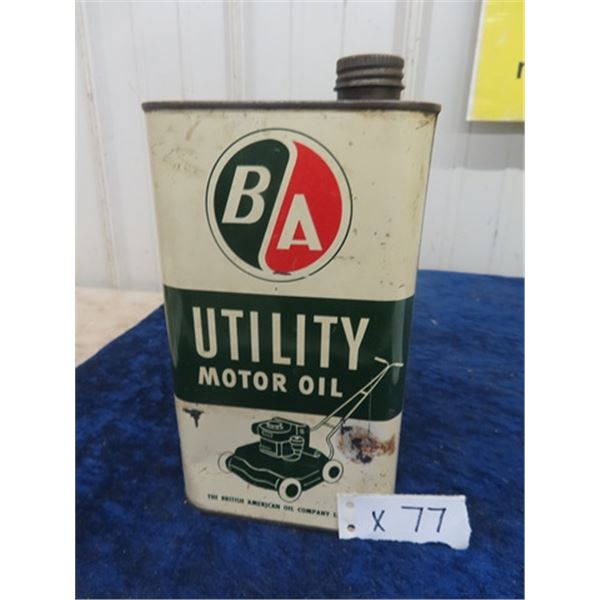 BA
UTILITY
MOTOR OIL
THE BRITISH AMERICAN OIL COMPANY
X 77